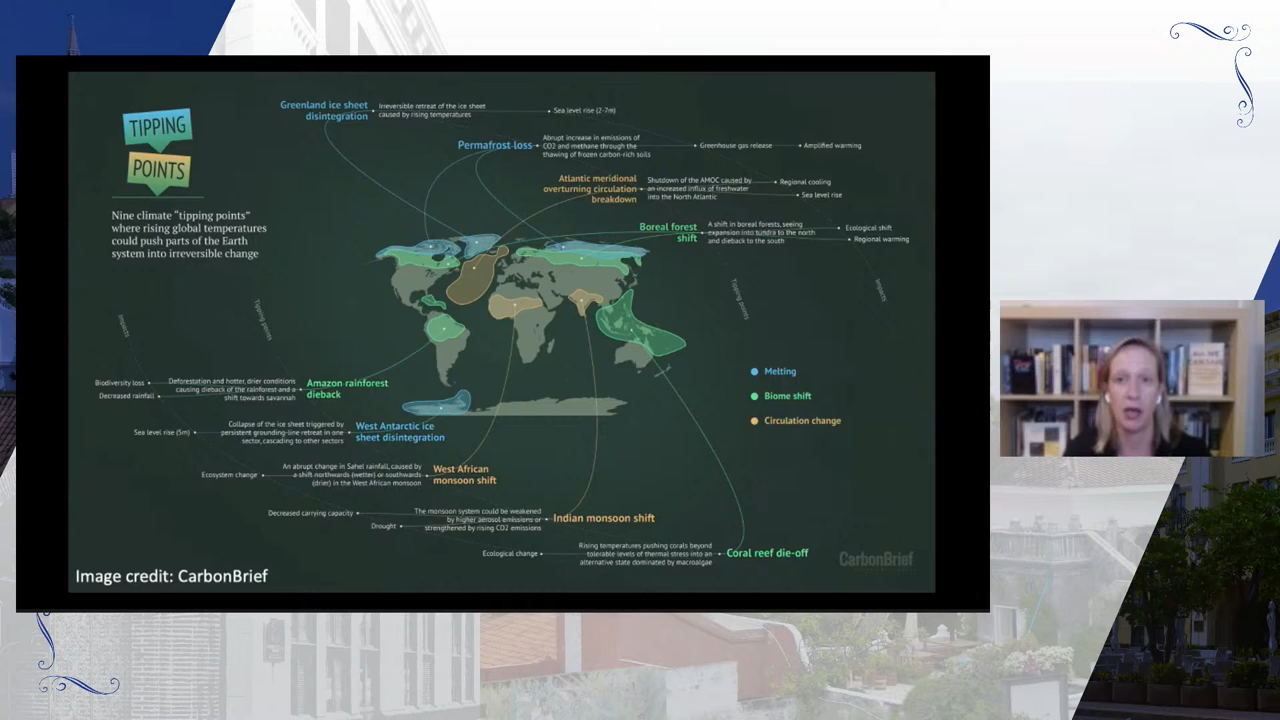 TIPPING
POINTS
Nine climate “tipping points”
where rising global temperatures
could push parts of the Earth
system into irreversible change
Greenland ice sheet
disintegration
Irreversible retreat of the ice sheet
caused by rising temperatures
Sea level rise (2-7m)
Permafrost loss
Abrupt increase in emissions of
CO2 and methane through the
thawing of frozen carbon-rich soils
Greenhouse gas release
Amplified warming
Atlantic meridional
overturning circulation
breakdown
Shutdown of the AMOC caused by
an increased influx of freshwater
into the North Atlantic
Regional cooling
Sea level rise
Boreal forest
shift
A shift in boreal forests, seeing
expansion into tundra to the north
and dieback to the south
Ecological shift
Regional warming
Impacts
Tipping points
Tipping points
Impacts
Melting
Biome shift
Circulation change
Biodiversity loss
Decreased rainfall
Deforestation and hotter, drier conditions
causing dieback of the rainforest and a
shift towards savannah
Amazon rainforest
dieback
Sea level rise (5m)
Collapse of the ice sheet triggered by
persistent grounding-line retreat in one
sector, cascading to other sectors
West Antarctic ice
sheet disintegration
Ecosystem change
An abrupt change in Sahel rainfall, caused by
a shift northwards (wetter) or southwards
(drier) in the West African monsoon
West African
monsoon shift
Decreased carrying capacity
Drought
The monsoon system could be weakened
by higher aerosol emissions or
strengthened by rising CO2 emissions
Indian monsoon shift
Ecological change
Rising temperatures pushing corals beyond
tolerable levels of thermal stress into an
alternative state dominated by macroalgae
Coral reef die-off
CarbonBrief
Image credit: CarbonBrief